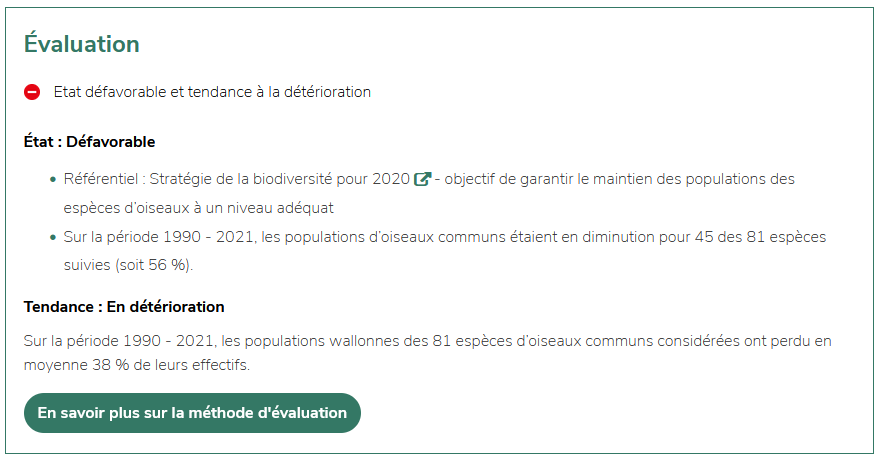 Évaluation
Etat défavorable et tendance à la détérioration
État : Défavorable
Référentiel : Stratégie de la biodiversité pour 2020 - objectif de garantir le maintien des populations des
espèces d'oiseaux à un niveau adéquat
Sur la période 1990 - 2021, les populations d'oiseaux communs étaient en diminution pour 45 des 81 espèces
suivies (soit 56 %).
Tendance : En détérioration
Sur la période 1990 - 2021, les populations wallonnes des 81 espèces d'oiseaux communs considérées ont perdu en
moyenne 38 % de leurs effectifs.
En savoir plus sur la méthode d'évaluation